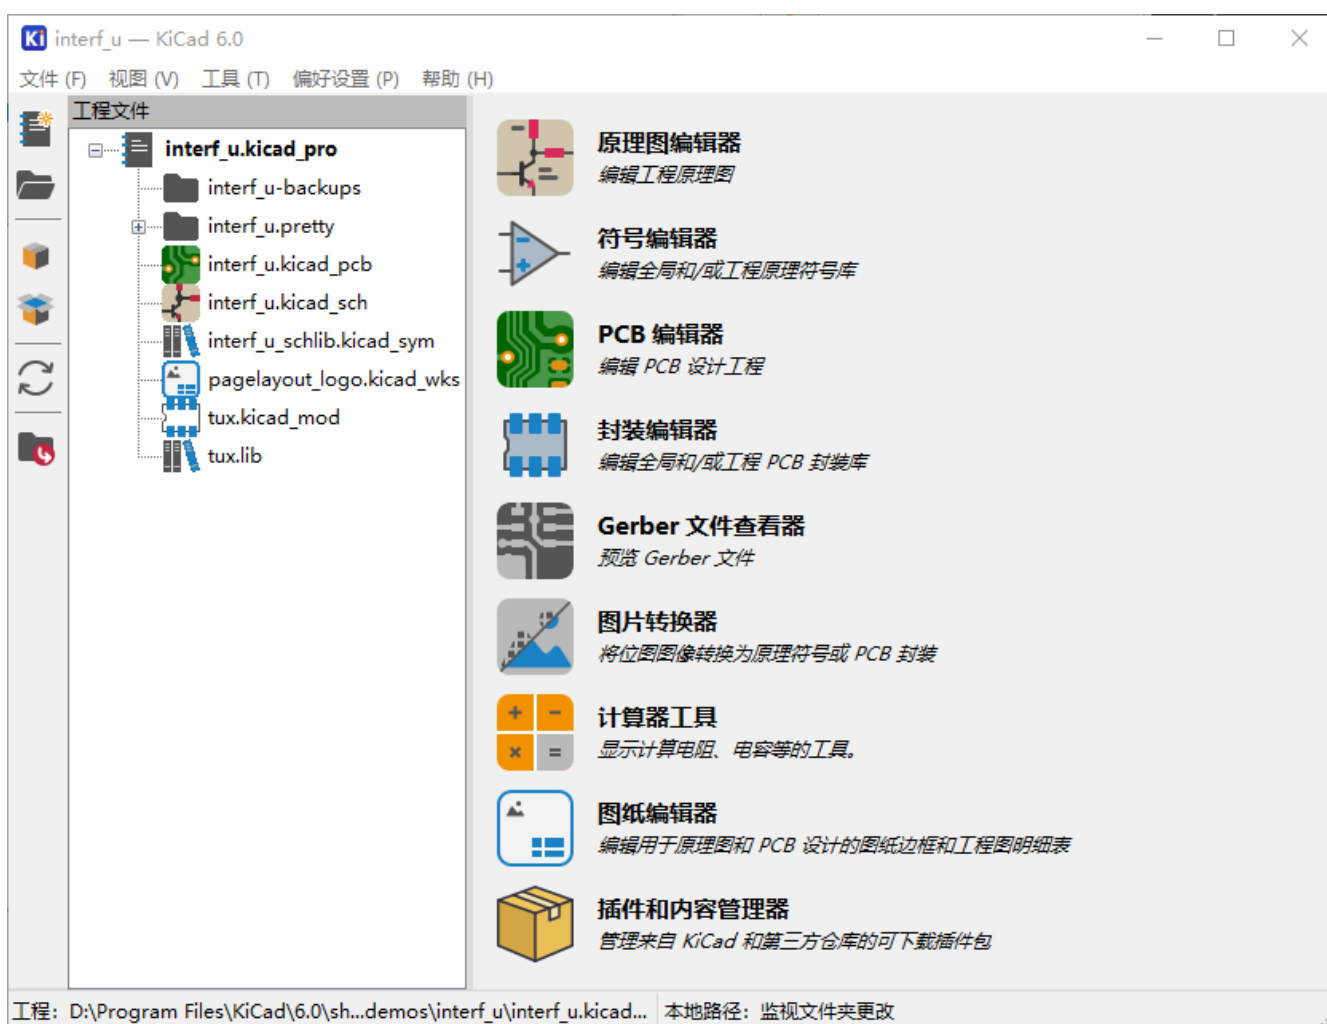 interf_u — KiCad 6.0
文件 (F) 视图 (V) 工具 (T) 偏好设置 (P) 帮助 (H)
工程文件
interf_u.kicad_pro
interf_u-backups
interf_u.pretty
interf_u.kicad_pcb
interf_u.kicad_sch
interf_u_schlib.kicad_sym
pagelayout_logo.kicad_wks
tux.kicad_mod
tux.lib
原理图编辑器
编辑工程原理图
符号编辑器
编辑全局和/或工程原理符号库
PCB 编辑器
编辑 PCB 设计工程
封装编辑器
编辑全局和/或工程 PCB 封装库
Gerber 文件查看器
预览 Gerber 文件
图片转换器
将位图图像转换为原理符号或 PCB 封装
计算器工具
显示计算电阻、电容等的工具。
图纸编辑器
编辑用于原理图和 PCB 设计的图纸边框和工程图明细表
插件和内容管理器
管理来自 KiCad 和第三方仓库的可下载插件包
工程: D:\Program Files\KiCad\6.0\sh...demos\interf_u\interf_u.kicad... 本地路径: 监视文件夹更改